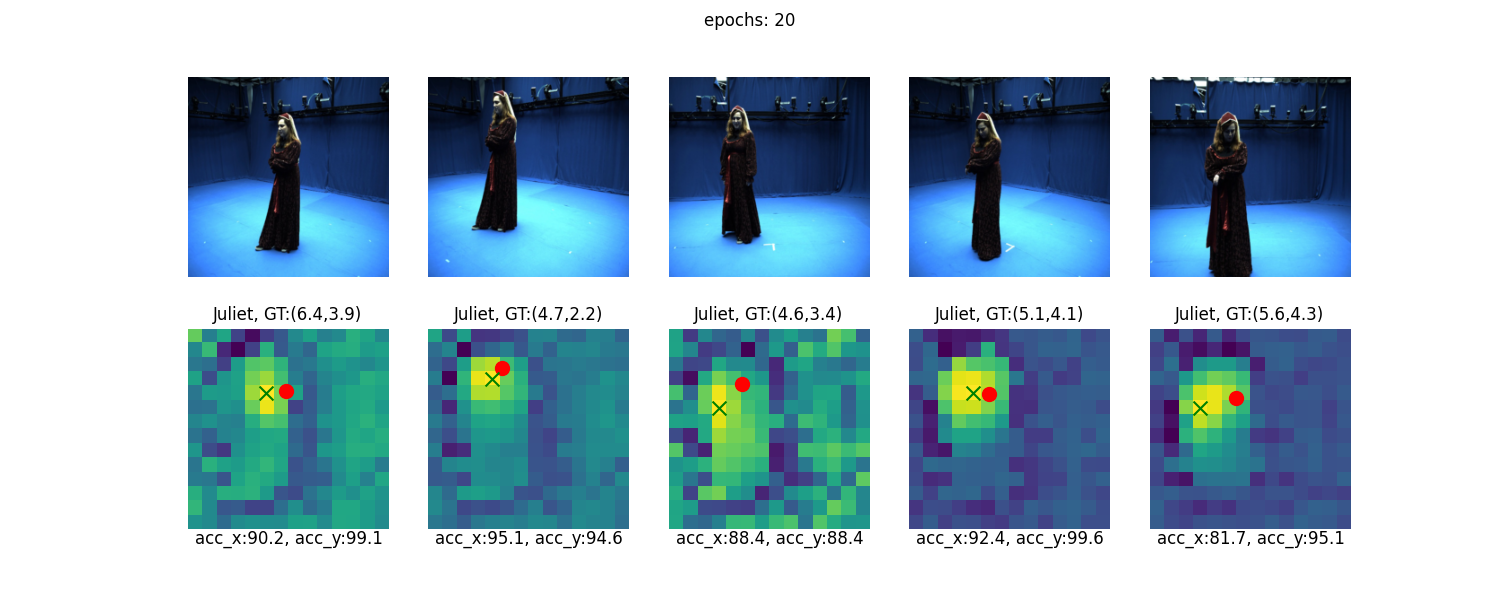 epochs: 20
Juliet, GT:(6.4,3.9)
Juliet, GT:(4.7,2.2)
Juliet, GT:(4.6,3.4)
Juliet, GT:(5.1,4.1)
Juliet, GT:(5.6,4.3)
acc_x:90.2, acc_y:99.1
acc_x:95.1, acc_y:94.6
acc_x:88.4, acc_y:88.4
acc_x:92.4, acc_y:99.6
acc_x:81.7, acc_y:95.1